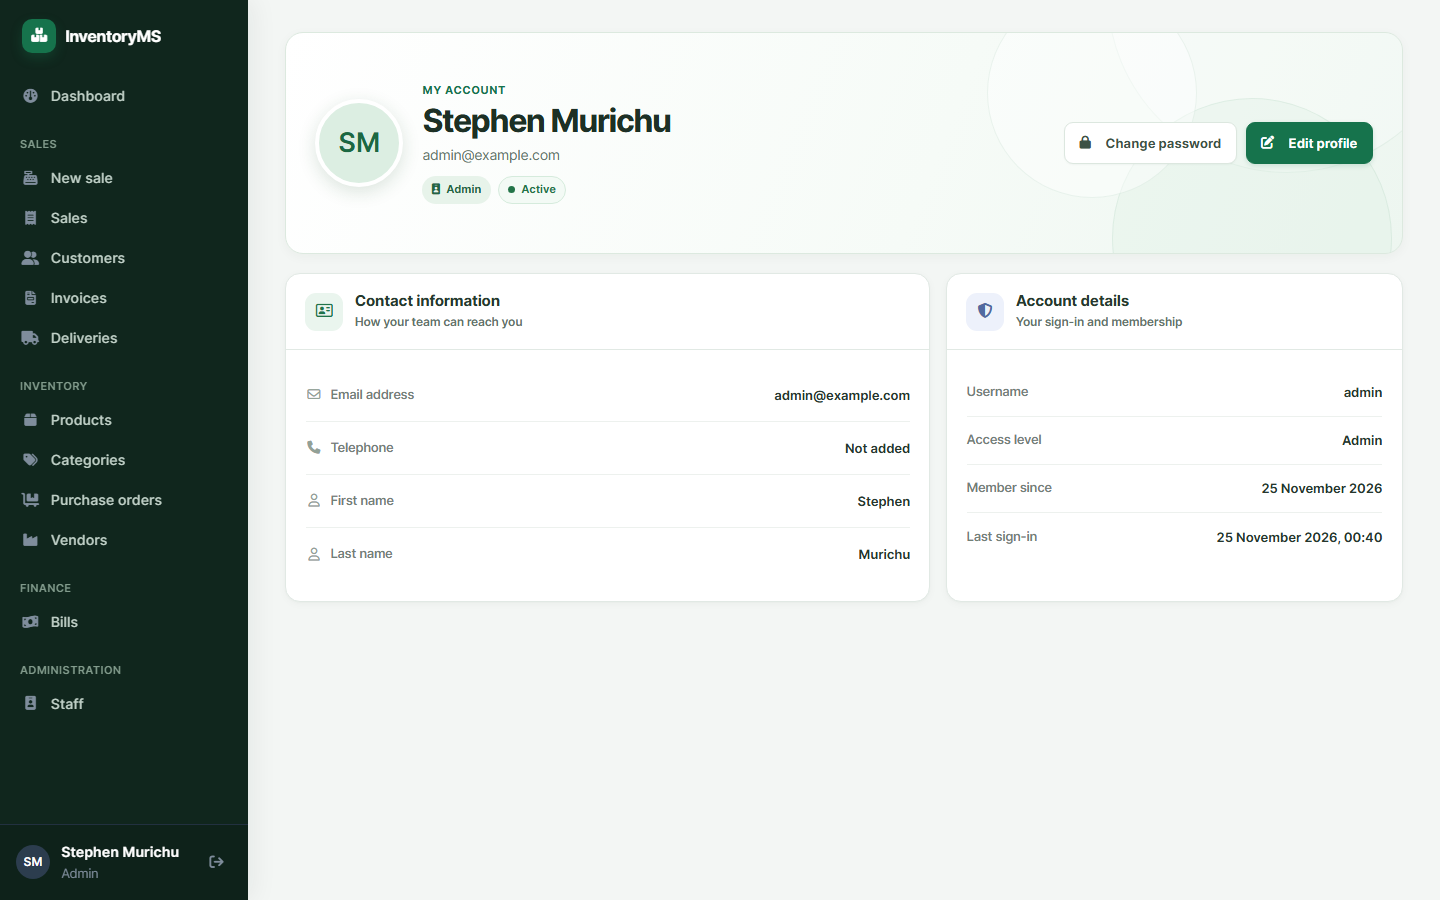 InventoryMS
Dashboard
SALES
New sale
Sales
Customers
Invoices
Deliveries
INVENTORY
Products
Categories
Purchase orders
Vendors
FINANCE
Bills
ADMINISTRATION
Staff
SM
Stephen Murichu
Admin
SM
MY ACCOUNT
Stephen Murichu
admin@example.com
Admin
Active
Change password
Edit profile
Contact information
How your team can reach you
Email address admin@example.com
Telephone Not added
First name Stephen
Last name Murichu
Account details
Your sign-in and membership
Username admin
Access level Admin
Member since 25 November 2026
Last sign-in 25 November 2026, 00:40